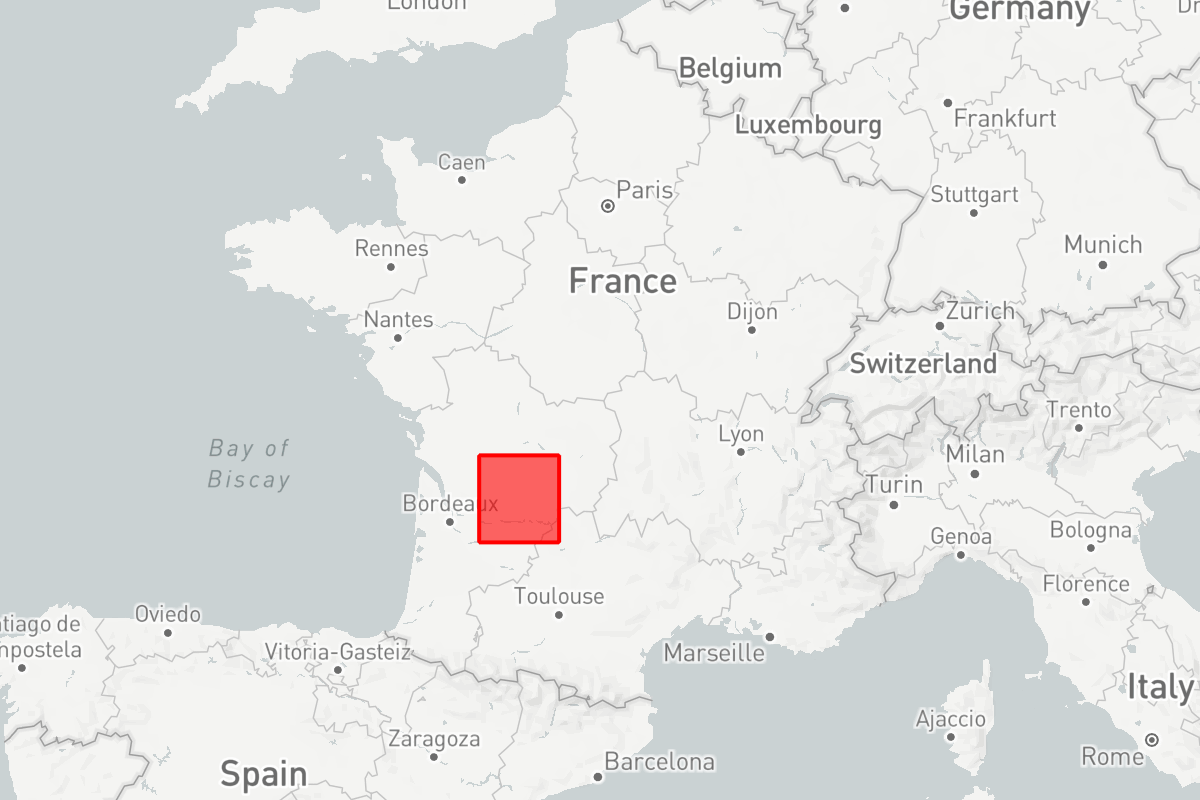 London
Germany
Belgium
Luxembourg
Frankfurt
Caen
Paris
Stuttgart
Rennes
Munich
France
Nantes
Dijon
Zurich
Switzerland
Trento
Bay of
Biscay
Lyon
Milan
Turin
Bordeaux
Genoa
Bologna
Toulouse
Florence
Oviedo
tiago de
mpostela
Vitoria-Gasteiz
Marseille
Italy
Ajaccio
Zaragoza
Rome
Barcelona
Spain